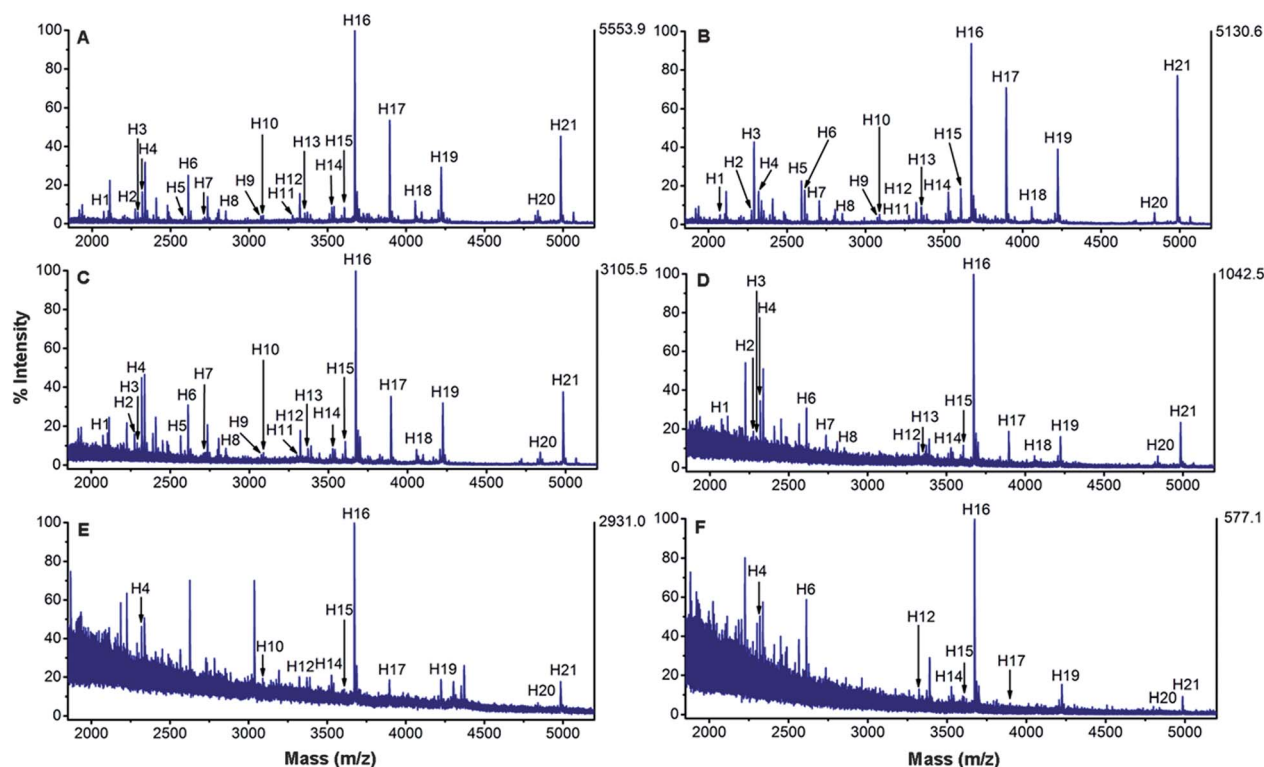 % Intensity
A
5553.9
100
80
60
40
20
0
H1
H2
H3
H4
H5
H6
H7
H8
H9
H10
H11
H12
H13
H14
H15
H16
H17
H18
H19
H20
H21
2000 2500 3000 3500 4000 4500 5000
B
5130.6
100
80
60
40
20
0
H1
H2
H3
H4
H5
H6
H7
H8
H9
H10
H11
H12
H13
H14
H15
H16
H17
H18
H19
H20
H21
2000 2500 3000 3500 4000 4500 5000
C
3105.5
100
80
60
40
20
0
H1
H2
H3
H4
H5
H6
H7
H8
H9
H10
H11
H12
H13
H14
H15
H16
H17
H18
H19
H20
H21
2000 2500 3000 3500 4000 4500 5000
D
1042.5
100
80
60
40
20
0
H1
H2
H3
H4
H6
H7
H8
H12
H13
H14
H15
H16
H17
H18
H19
H20
H21
2000 2500 3000 3500 4000 4500 5000
E
2931.0
100
80
60
40
20
0
H4
H10
H12
H14
H15
H16
H17
H19
H20
H21
2000 2500 3000 3500 4000 4500 5000
Mass (m/z)
F
577.1
100
80
60
40
20
0
H4
H6
H12
H14
H15
H16
H17
H19
H20
H21
2000 2500 3000 3500 4000 4500 5000
Mass (m/z)